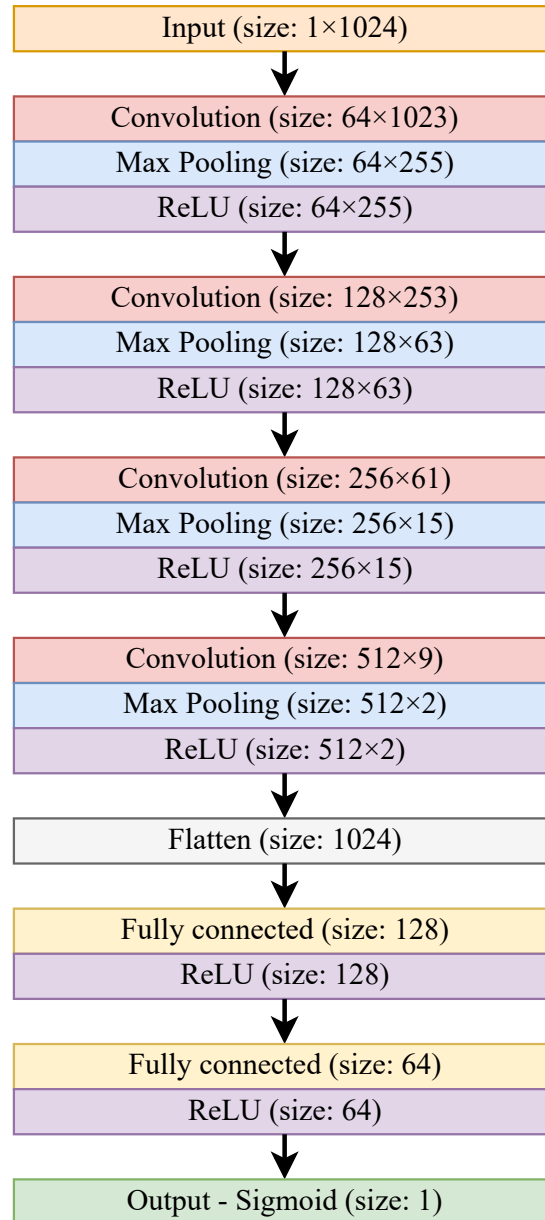 Input (size: 1×1024)
Convolution (size: 64×1023)
Max Pooling (size: 64×255)
ReLU (size: 64×255)
Convolution (size: 128×253)
Max Pooling (size: 128×63)
ReLU (size: 128×63)
Convolution (size: 256×61)
Max Pooling (size: 256×15)
ReLU (size: 256×15)
Convolution (size: 512×9)
Max Pooling (size: 512×2)
ReLU (size: 512×2)
Flatten (size: 1024)
Fully connected (size: 128)
ReLU (size: 128)
Fully connected (size: 64)
ReLU (size: 64)
Output - Sigmoid (size: 1)